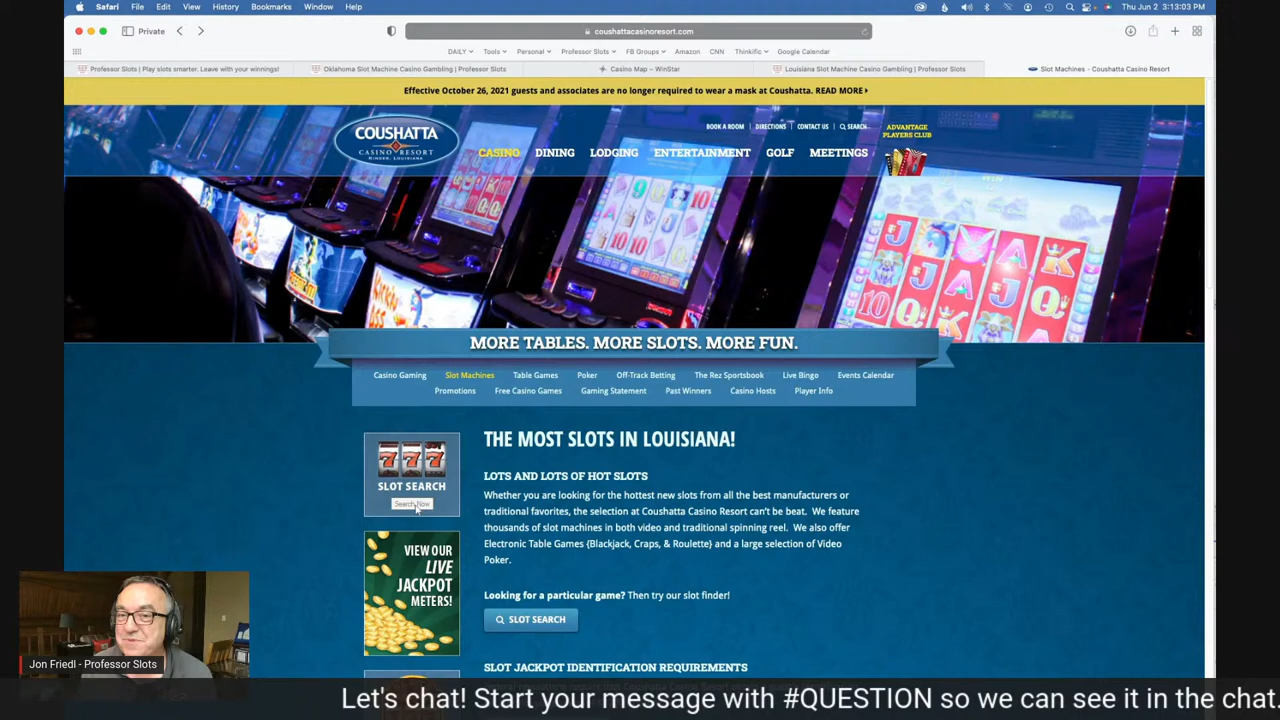 Safari File Edit View History Bookmarks Window Help Thu Jun 2 3:13:03 PM
Private coushattacasinoresort.com
DAILY Tools Personal Professor Slots FB Groups Amazon CNN Thinkific Google Calendar
Professor Slots | Play slots smarter. Leave with your winnings! Oklahoma Slot Machine Casino Gambling | Professor Slots Casino Map – WinStar Louisiana Slot Machine Casino Gambling | Professor Slots Slot Machines - Coushatta Casino Resort
Effective October 26, 2021 guests and associates are no longer required to wear a mask at Coushatta. READ MORE
BOOK A ROOM DIRECTIONS CONTACT US SEARCH
ADVANTAGE
PLAYERS CLUB
COUSHATTA
CASINO RESORT
KINDER, LOUISIANA
CASINO DINING LODGING ENTERTAINMENT GOLF MEETINGS
MORE TABLES. MORE SLOTS. MORE FUN.
Casino Gaming Slot Machines Table Games Poker Off-Track Betting The Rez Sportsbook Live Bingo Events Calendar
Promotions Free Casino Games Gaming Statement Past Winners Casino Hosts Player Info
777
SLOT SEARCH
Search Now
VIEW OUR
LIVE
JACKPOT
METERS!
THE MOST SLOTS IN LOUISIANA!
LOTS AND LOTS OF HOT SLOTS
Whether you are looking for the hottest new slots from all the best manufacturers or
traditional favorites, the selection at Coushatta Casino Resort can't be beat. We feature
thousands of slot machines in both video and traditional spinning reel. We also offer
Electronic Table Games {Blackjack, Craps, & Roulette} and a large selection of Video
Poker.
Looking for a particular game? Then try our slot finder!
SLOT SEARCH
SLOT JACKPOT IDENTIFICATION REQUIREMENTS
Jon Friedl - Professor Slots
Let's chat! Start your message with #QUESTION so we can see it in the chat.